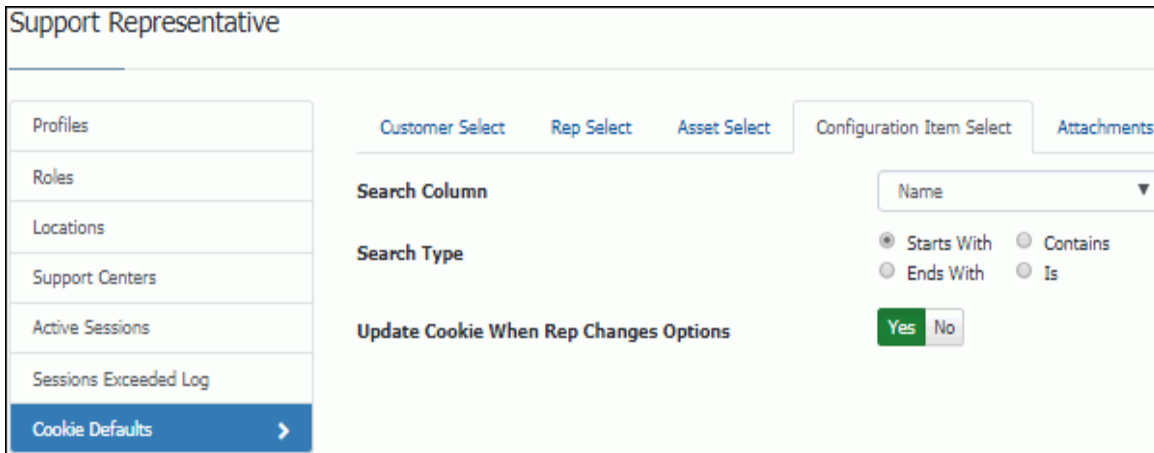 Support Representative
Profiles
Roles
Locations
Support Centers
Active Sessions
Sessions Exceeded Log
Cookie Defaults
Customer Select Rep Select Asset Select Configuration Item Select Attachments
Search Column Name
Search Type Starts With Contains
Ends With Is
Update Cookie When Rep Changes Options Yes No